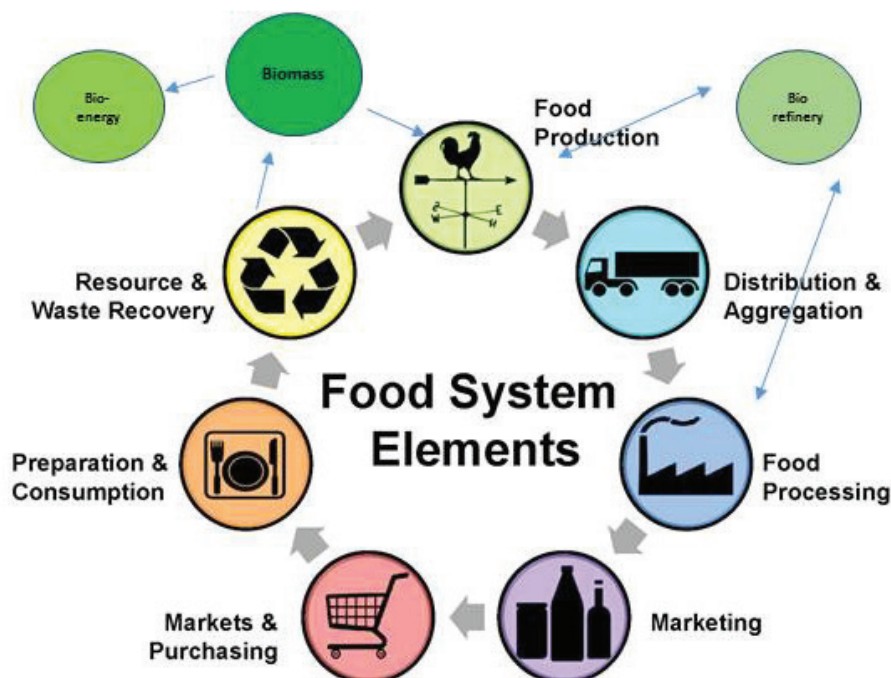 Biomass
Bio-
energy
Food
Production
Bio
refinery
Resource &
Waste Recovery
Distribution &
Aggregation
Food System
Elements
Preparation &
Consumption
Food
Processing
Markets &
Purchasing
Marketing
S
E
W
N